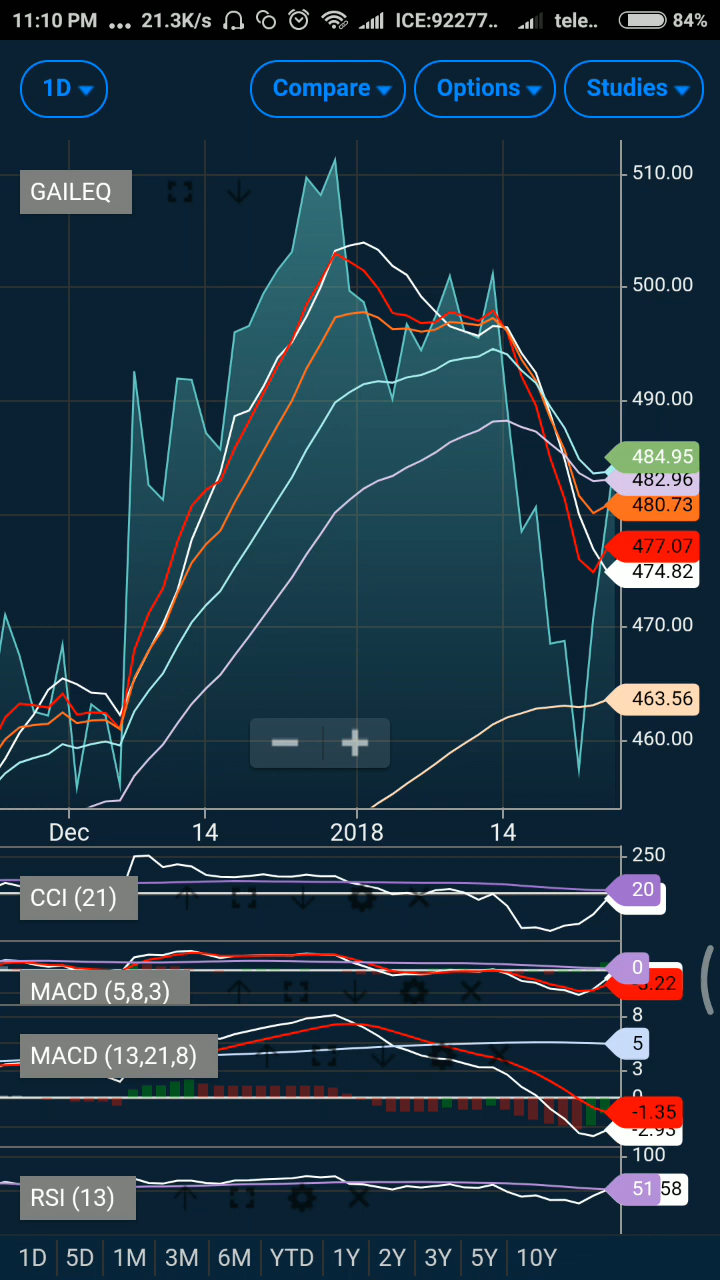 11:10 PM ... 21.3K/s ICE:92277.. tele.. 84%
1D Compare Options Studies
GAILEQ
510.00
500.00
490.00
484.95
482.96
480.73
477.07
474.82
470.00
463.56
460.00
Dec 14 2018 14
250
CCI (21)
20
0
MACD (5,8,3)
8
MACD (13,21,8)
5
3
0
-1.35
-2.93
100
RSI (13)
51 58
1D 5D 1M 3M 6M YTD 1Y 2Y 3Y 5Y 10Y